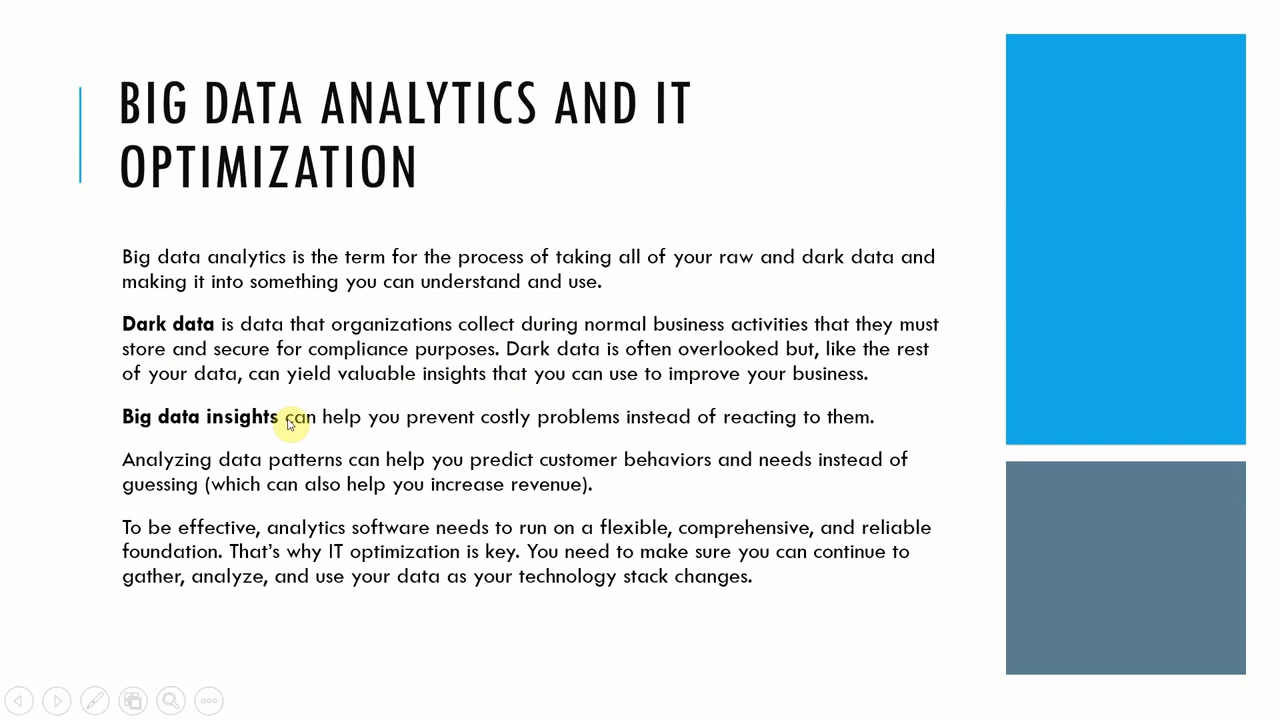 BIG DATA ANALYTICS AND IT
OPTIMIZATION
Big data analytics is the term for the process of taking all of your raw and dark data and
making it into something you can understand and use.
Dark data is data that organizations collect during normal business activities that they must
store and secure for compliance purposes. Dark data is often overlooked but, like the rest
of your data, can yield valuable insights that you can use to improve your business.
Big data insights can help you prevent costly problems instead of reacting to them.
Analyzing data patterns can help you predict customer behaviors and needs instead of
guessing (which can also help you increase revenue).
To be effective, analytics software needs to run on a flexible, comprehensive, and reliable
foundation. That’s why IT optimization is key. You need to make sure you can continue to
gather, analyze, and use your data as your technology stack changes.